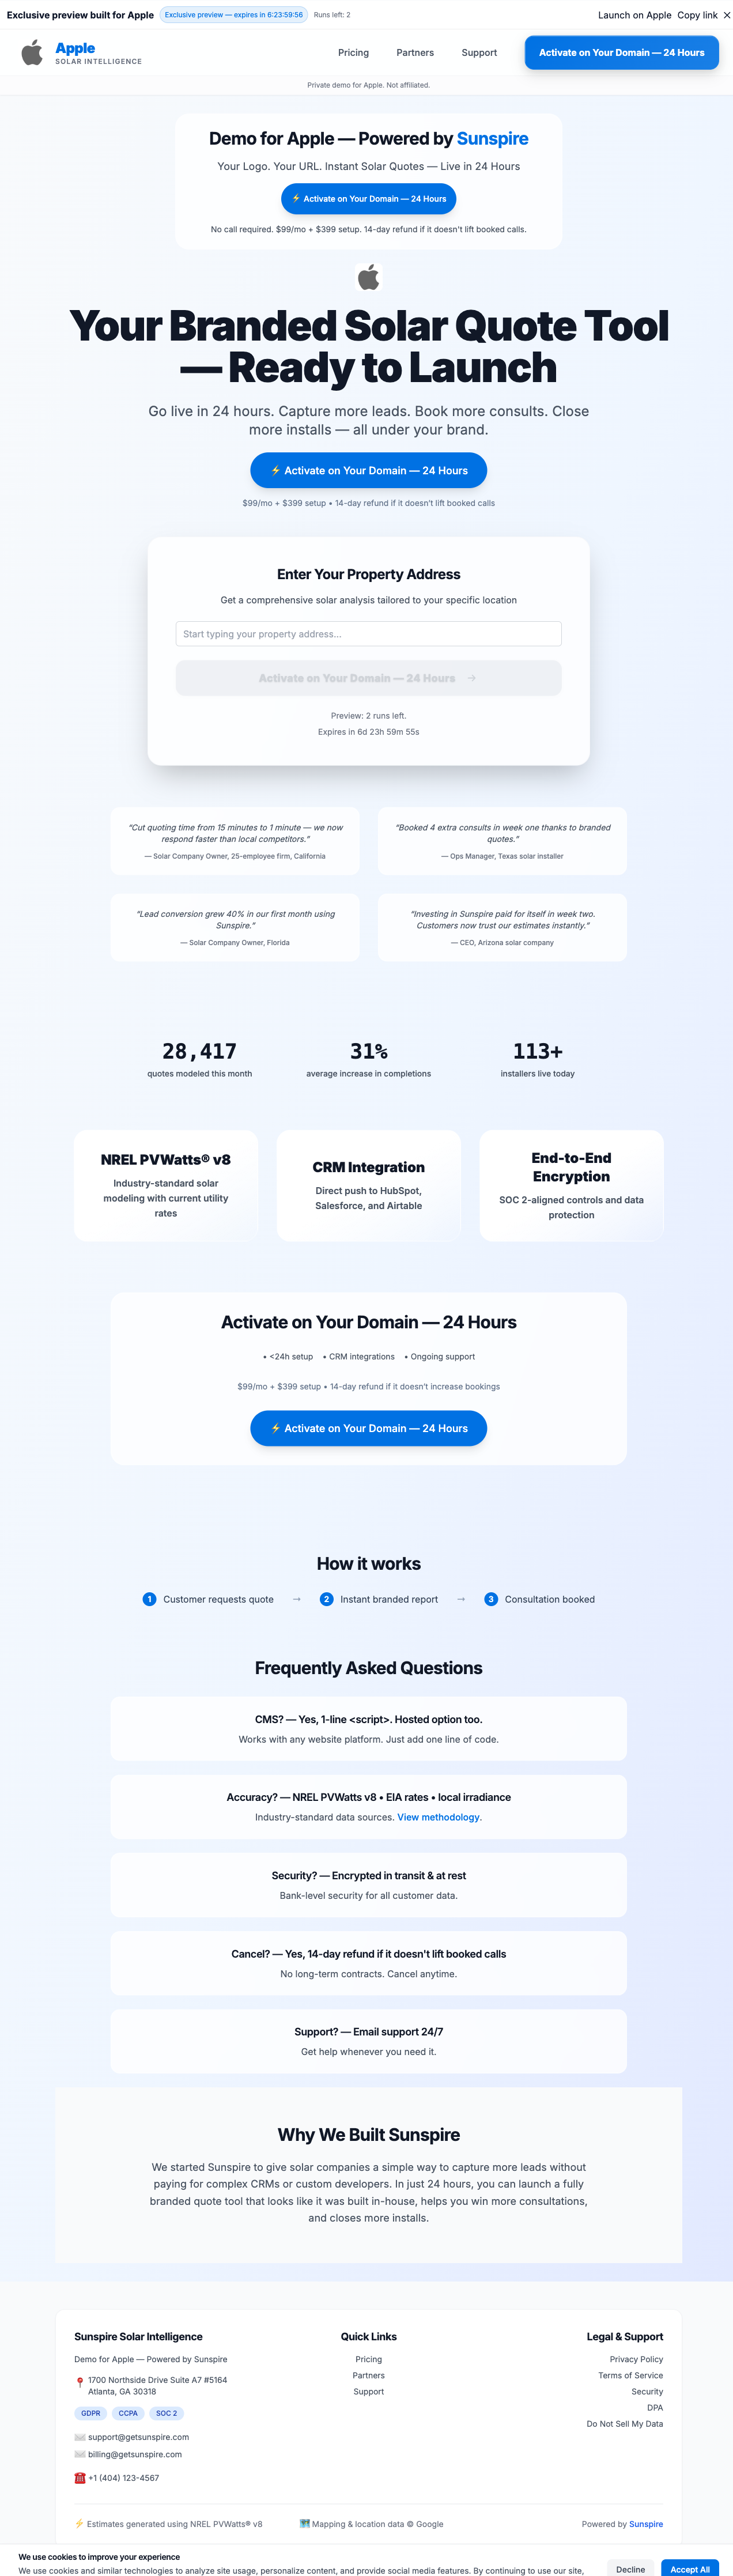 Exclusive preview built for Apple
Exclusive preview — expires in 6:23:59:56
Runs left: 2
Launch on Apple
Copy link
×
Apple
SOLAR INTELLIGENCE
Pricing
Partners
Support
Activate on Your Domain — 24 Hours
Private demo for Apple. Not affiliated.
Demo for Apple — Powered by Sunspire
Your Logo. Your URL. Instant Solar Quotes — Live in 24 Hours
⚡ Activate on Your Domain — 24 Hours
No call required. $99/mo + $399 setup. 14-day refund if it doesn't lift booked calls.
Your Branded Solar Quote Tool
— Ready to Launch
Go live in 24 hours. Capture more leads. Book more consults. Close
more installs — all under your brand.
⚡ Activate on Your Domain — 24 Hours
$99/mo + $399 setup • 14-day refund if it doesn't lift booked calls
Enter Your Property Address
Get a comprehensive solar analysis tailored to your specific location
Start typing your property address...
Activate on Your Domain — 24 Hours →
Preview: 2 runs left.
Expires in 6d 23h 59m 55s
"Cut quoting time from 15 minutes to 1 minute — we now
respond faster than local competitors."
— Solar Company Owner, 25-employee firm, California
"Booked 4 extra consults in week one thanks to branded
quotes."
— Ops Manager, Texas solar installer
"Lead conversion grew 40% in our first month using
Sunspire."
— Solar Company Owner, Florida
"Investing in Sunspire paid for itself in week two.
Customers now trust our estimates instantly."
— CEO, Arizona solar company
28,417
quotes modeled this month
31%
average increase in completions
113+
installers live today
NREL PVWatts® v8
Industry-standard solar
modeling with current utility
rates
CRM Integration
Direct push to HubSpot,
Salesforce, and Airtable
End-to-End
Encryption
SOC 2-aligned controls and data
protection
Activate on Your Domain — 24 Hours
• <24h setup • CRM integrations • Ongoing support
$99/mo + $399 setup • 14-day refund if it doesn't increase bookings
⚡ Activate on Your Domain — 24 Hours
How it works
1 Customer requests quote → 2 Instant branded report → 3 Consultation booked
Frequently Asked Questions
CMS? — Yes, 1-line <script>. Hosted option too.
Works with any website platform. Just add one line of code.
Accuracy? — NREL PVWatts v8 • EIA rates • local irradiance
Industry-standard data sources. View methodology.
Security? — Encrypted in transit & at rest
Bank-level security for all customer data.
Cancel? — Yes, 14-day refund if it doesn't lift booked calls
No long-term contracts. Cancel anytime.
Support? — Email support 24/7
Get help whenever you need it.
Why We Built Sunspire
We started Sunspire to give solar companies a simple way to capture more leads without
paying for complex CRMs or custom developers. In just 24 hours, you can launch a fully
branded quote tool that looks like it was built in-house, helps you win more consultations,
and closes more installs.
Sunspire Solar Intelligence
Demo for Apple — Powered by Sunspire
1700 Northside Drive Suite A7 #5164
Atlanta, GA 30318
GDPR
CCPA
SOC 2
support@getsunspire.com
billing@getsunspire.com
+1 (404) 123-4567
Quick Links
Pricing
Partners
Support
Legal & Support
Privacy Policy
Terms of Service
Security
DPA
Do Not Sell My Data
⚡ Estimates generated using NREL PVWatts® v8
Mapping & location data © Google
Powered by Sunspire
We use cookies to improve your experience
We use cookies and similar technologies to analyze site usage, personalize content, and provide social media features. By continuing to use our site,
Decline
Accept All